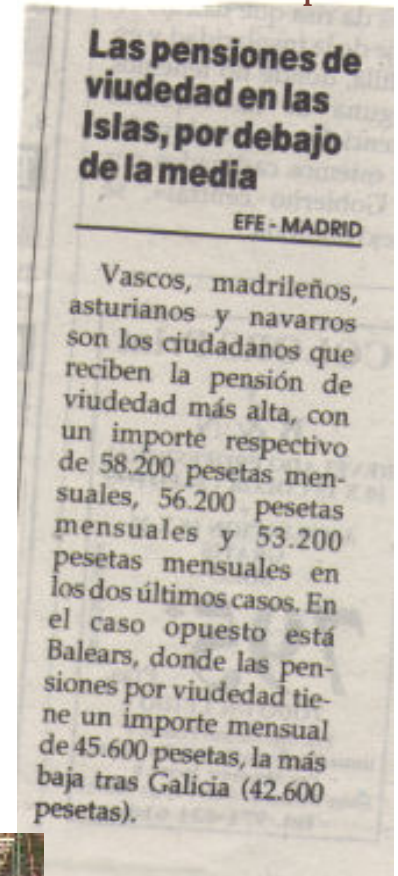 Las pensiones de
viudedad en las
Islas, por debajo
de la media
EFE - MADRID
Vascos, madrileños,
asturianos y navarros
son los ciudadanos que
reciben la pensión de
viudedad más alta, con
un importe respectivo
de 58.200 pesetas men-
suales, 56.200 pesetas
mensuales y 53.200
pesetas mensuales en
los dos últimos casos. En
el caso opuesto está
Balears, donde las pen-
siones por viudedad tie-
ne un importe mensual
de 45.600 pesetas, la más
baja tras Galicia (42.600
pesetas).